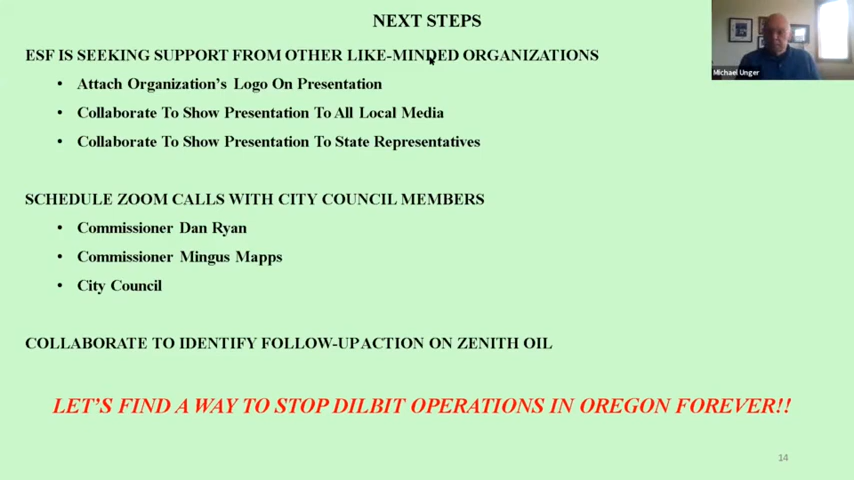 NEXT STEPS
ESF IS SEEKING SUPPORT FROM OTHER LIKE-MINDED ORGANIZATIONS
• Attach Organization's Logo On Presentation
• Collaborate To Show Presentation To All Local Media
• Collaborate To Show Presentation To State Representatives
SCHEDULE ZOOM CALLS WITH CITY COUNCIL MEMBERS
• Commissioner Dan Ryan
• Commissioner Mingus Mapps
• City Council
COLLABORATE TO IDENTIFY FOLLOW-UP ACTION ON ZENITH OIL
LET'S FIND A WAY TO STOP DILBIT OPERATIONS IN OREGON FOREVER!!
14
Michael Unger